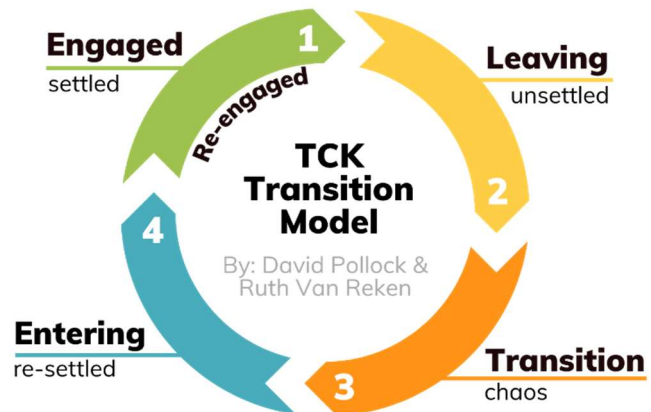 Engaged
settled
1
Re-engaged
Leaving
unsettled
2
TCK
Transition
Model
By: David Pollock &
Ruth Van Reken
4
Entering
re-settled
3
Transition
chaos